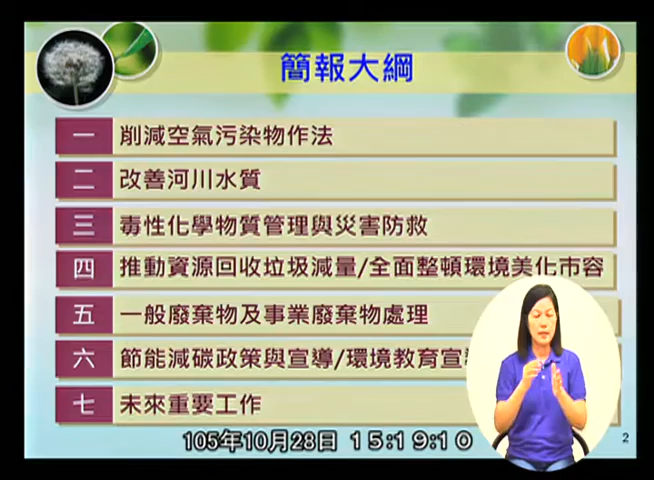 簡報大綱
一 削減空氣污染物作法
二 改善河川水質
三 毒性化學物質管理與災害防救
四 推動資源回收垃圾減量/全面整頓環境美化市容
五 一般廢棄物及事業廢棄物處理
六 節能減碳政策與宣導/環境教育宣
七 未來重要工作
105年10月28日 15:19:10
2